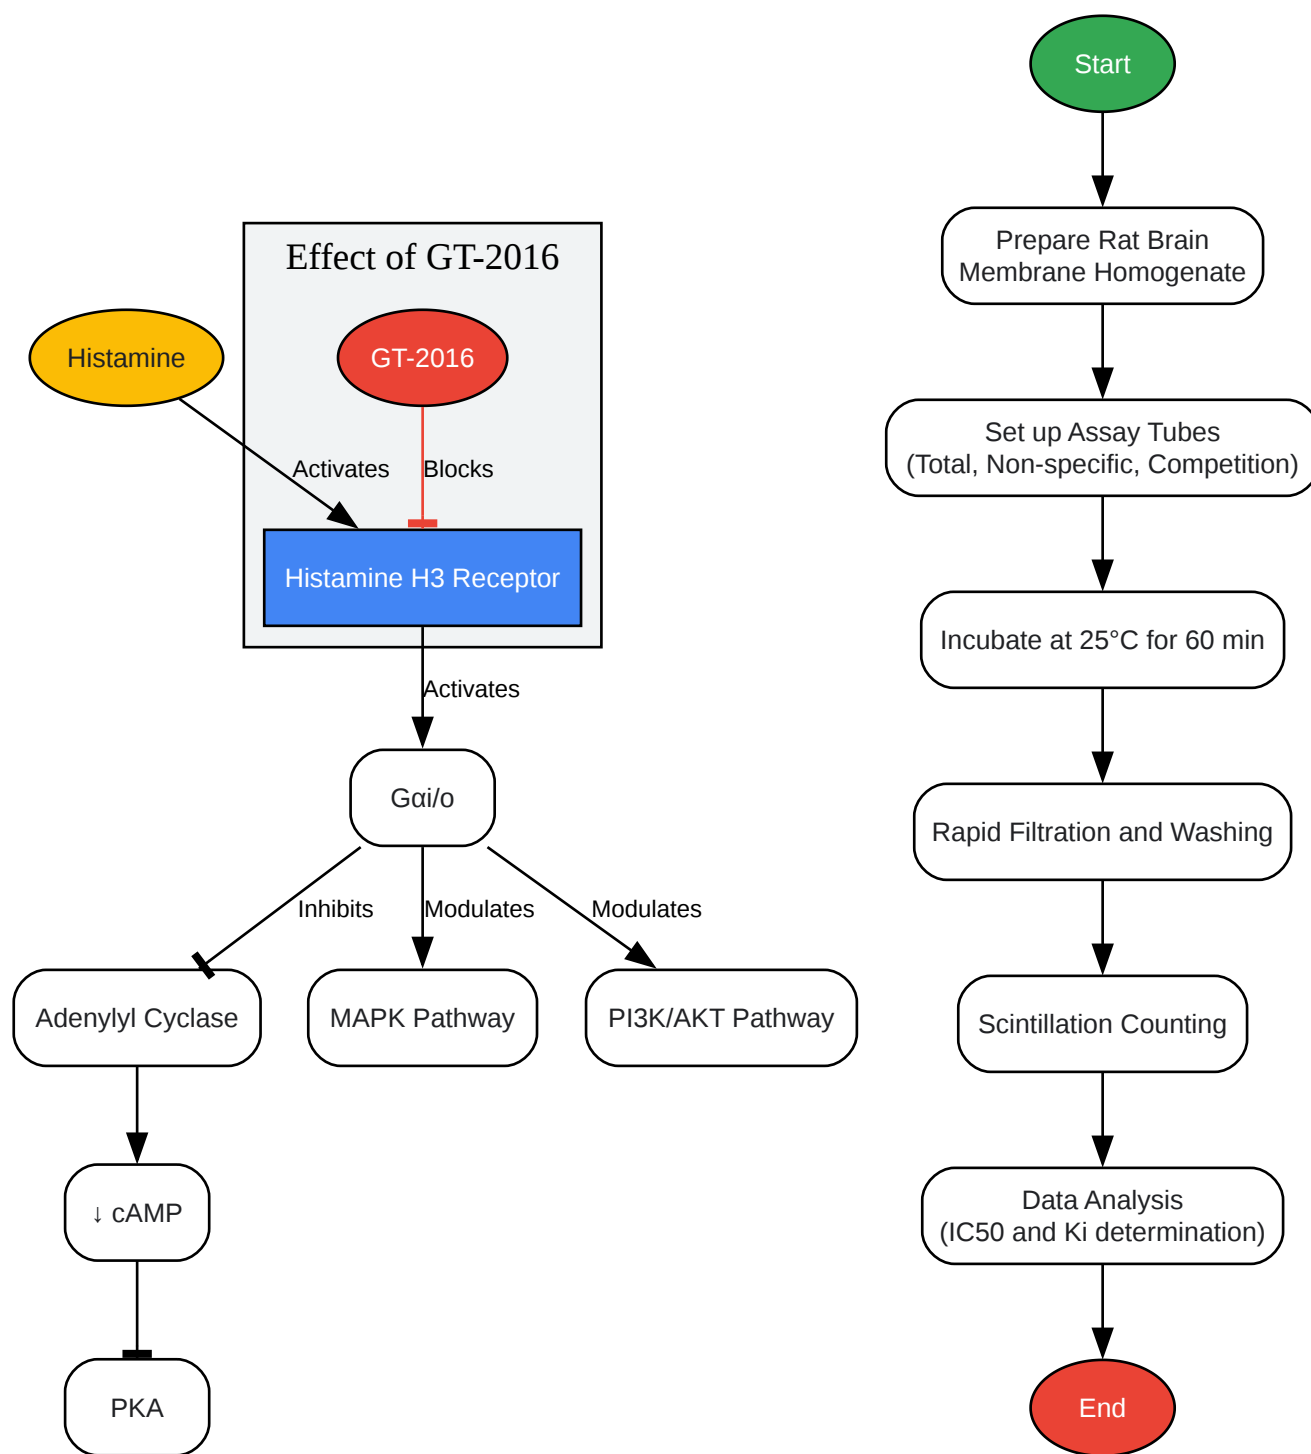 Effect of GT-2016
Histamine
GT-2016
Activates
Blocks
Histamine H3 Receptor
Activates
Gαi/o
Inhibits
Modulates
Modulates
Adenylyl Cyclase
MAPK Pathway
PI3K/AKT Pathway
↓ cAMP
PKA
Start
Prepare Rat Brain
Membrane Homogenate
Set up Assay Tubes
(Total, Non-specific, Competition)
Incubate at 25°C for 60 min
Rapid Filtration and Washing
Scintillation Counting
Data Analysis
(IC50 and Ki determination)
End